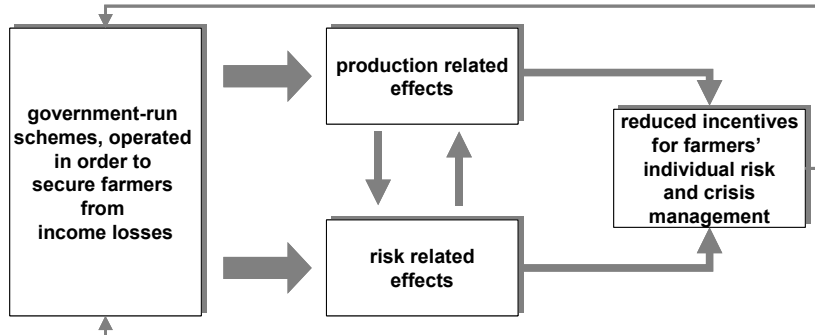 government-run
schemes, operated
in order to
secure farmers
from
income losses
production related
effects
risk related
effects
reduced incentives
for farmers'
individual risk
and crisis
management